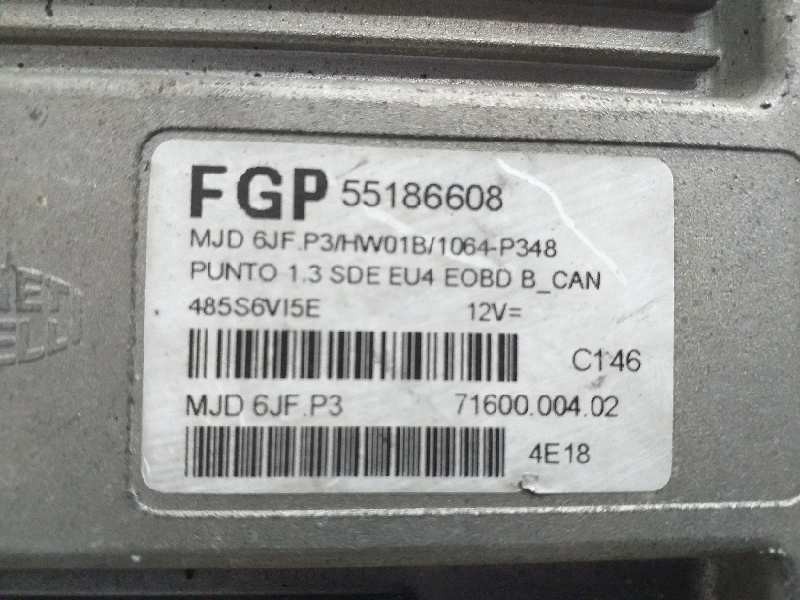 FGP 55186608
MJD 6JF.P3/HW01B/1064-P348
PUNTO 1.3 SDE EU4 EOBD B_CAN
485S6VI5E 12V=
C146
MJD 6JF.P3 71600.004.02
4E18